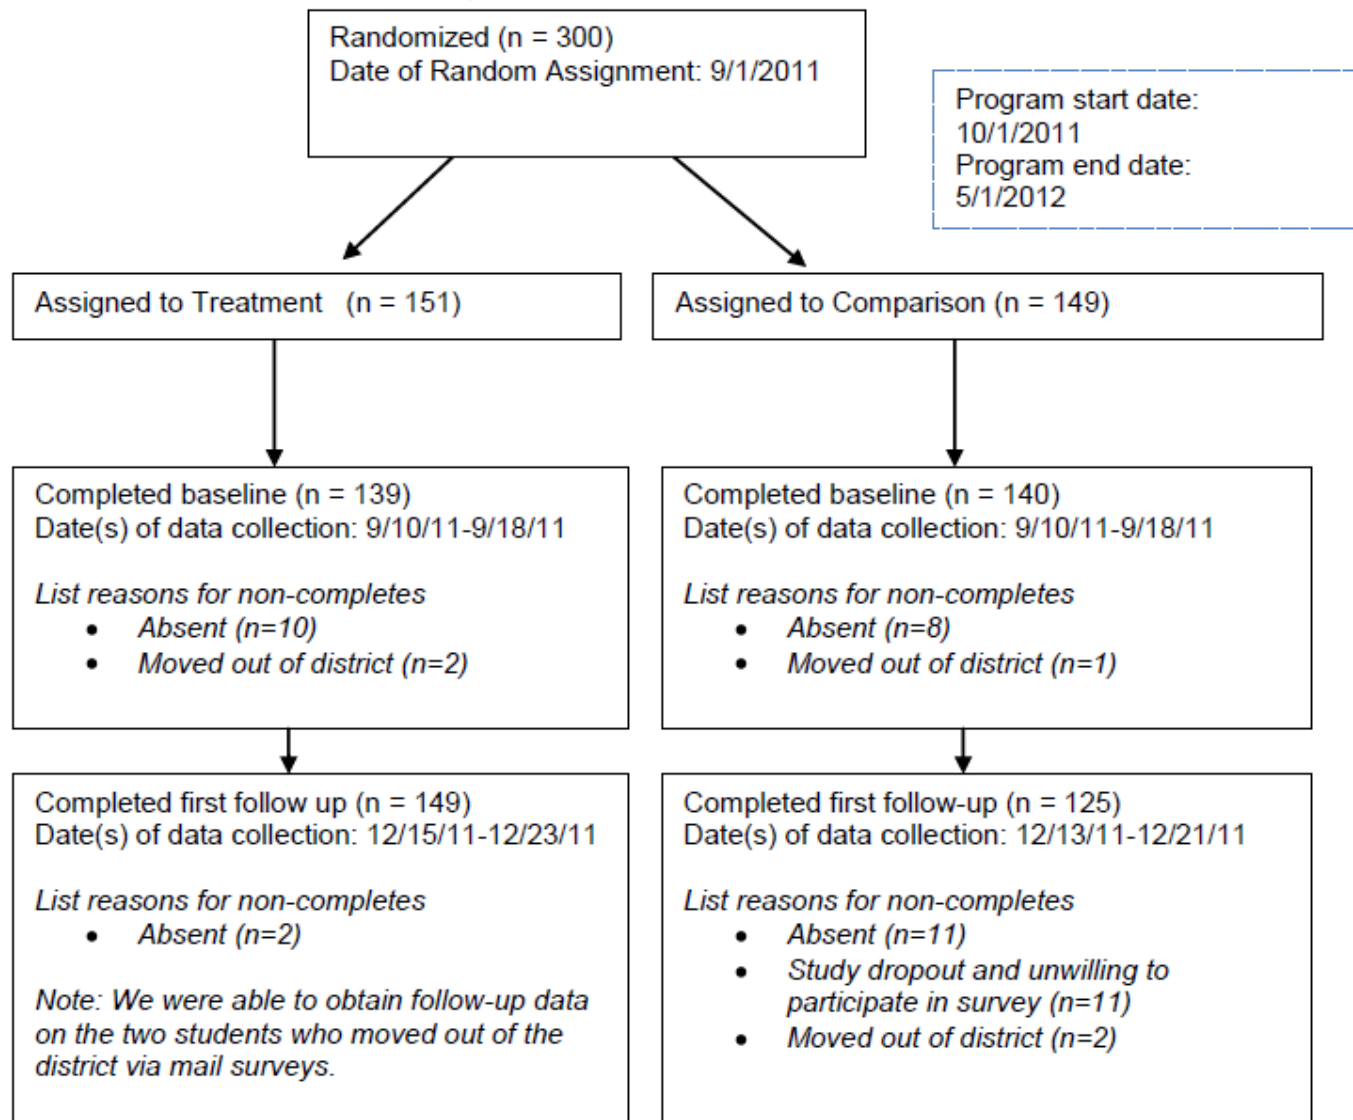 Randomized (n = 300)
Date of Random Assignment: 9/1/2011
Program start date:
10/1/2011
Program end date:
5/1/2012
Assigned to Treatment (n = 151)
Assigned to Comparison (n = 149)
Completed baseline (n = 139)
Date(s) of data collection: 9/10/11-9/18/11
List reasons for non-completes
• Absent (n=10)
• Moved out of district (n=2)
Completed baseline (n = 140)
Date(s) of data collection: 9/10/11-9/18/11
List reasons for non-completes
• Absent (n=8)
• Moved out of district (n=1)
Completed first follow up (n = 149)
Date(s) of data collection: 12/15/11-12/23/11
List reasons for non-completes
• Absent (n=2)
Note: We were able to obtain follow-up data
on the two students who moved out of the
district via mail surveys.
Completed first follow-up (n = 125)
Date(s) of data collection: 12/13/11-12/21/11
List reasons for non-completes
• Absent (n=11)
• Study dropout and unwilling to
participate in survey (n=11)
• Moved out of district (n=2)